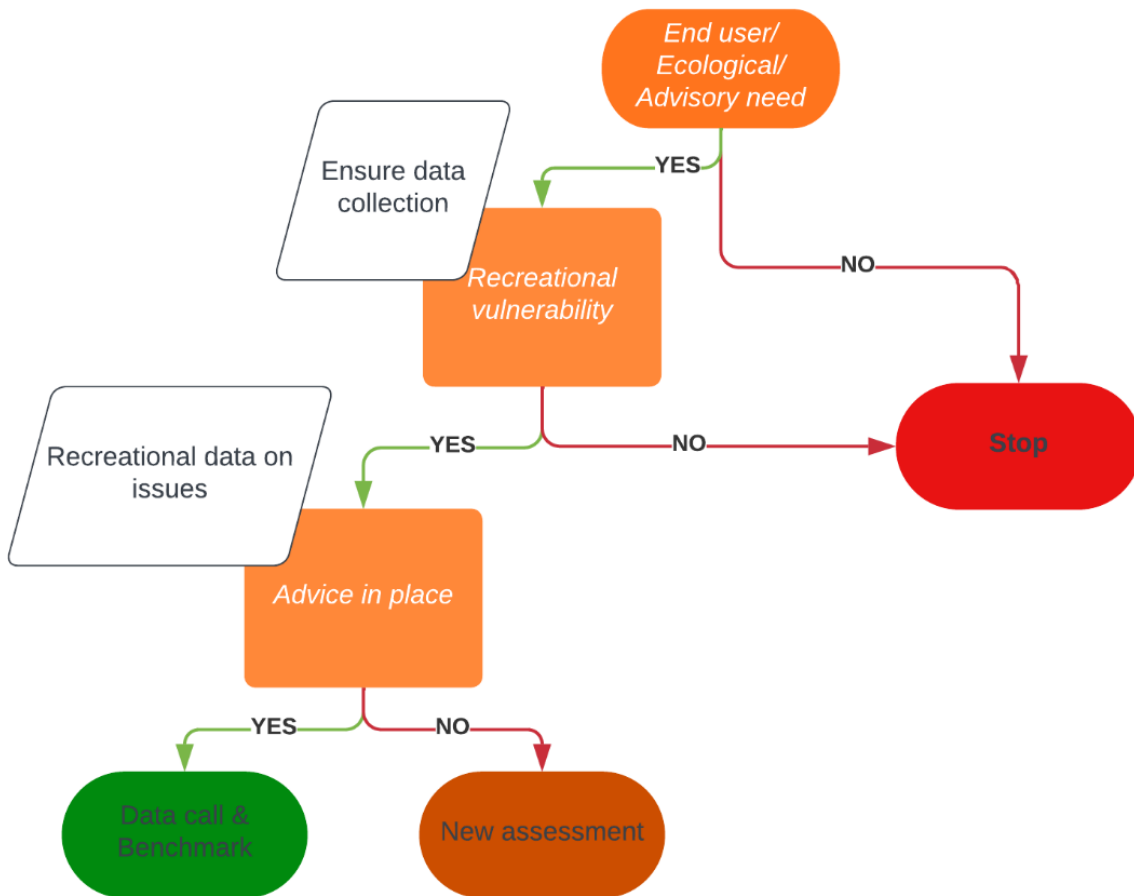 End user/
Ecological/
Advisory need
YES
Ensure data
collection
NO
Recreational
vulnerability
YES
NO
Stop
Recreational data on
issues
Advice in place
YES
NO
Data call &
Benchmark
New assessment